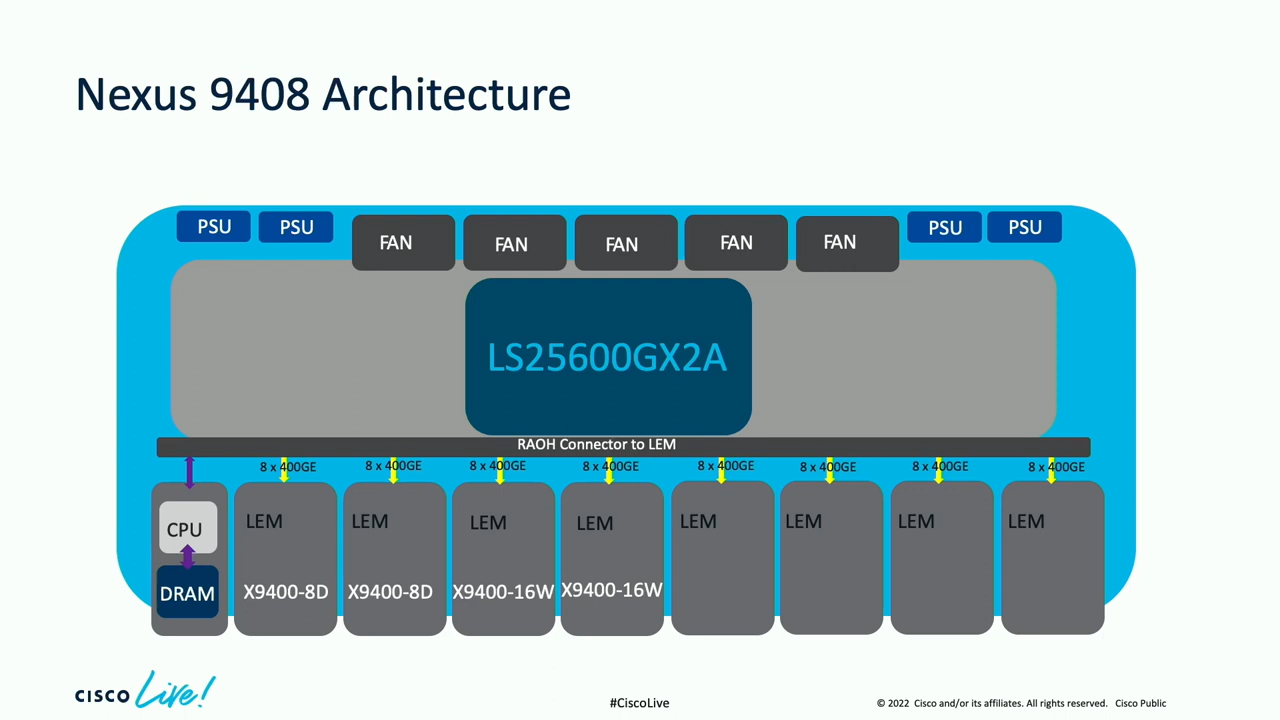 Nexus 9408 Architecture
PSU PSU FAN FAN FAN FAN FAN PSU PSU
LS25600GX2A
RAOH Connector to LEM
8 x 400GE 8 x 400GE 8 x 400GE 8 x 400GE 8 x 400GE 8 x 400GE 8 x 400GE 8 x 400GE
CPU LEM LEM LEM LEM LEM LEM LEM LEM
DRAM X9400-8D X9400-8D X9400-16W X9400-16W
CISCO Live!
#CiscoLive
© 2022 Cisco and/or its affiliates. All rights reserved. Cisco Public